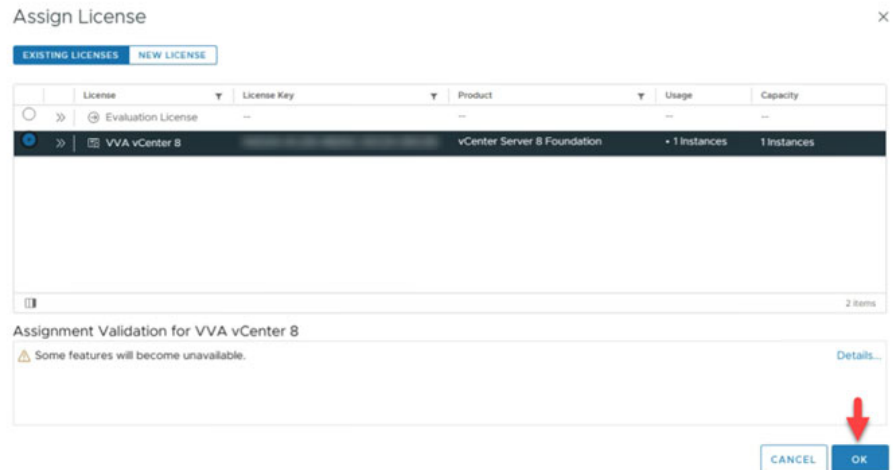 Assign License
EXISTING LICENSES NEW LICENSE
License License Key Product Usage Capacity
Evaluation License -- -- -- --
VVA vCenter 8 vCenter Server 8 Foundation • 1 Instances 1 Instances
2 items
Assignment Validation for VVA vCenter 8
Some features will become unavailable. Details...
CANCEL OK